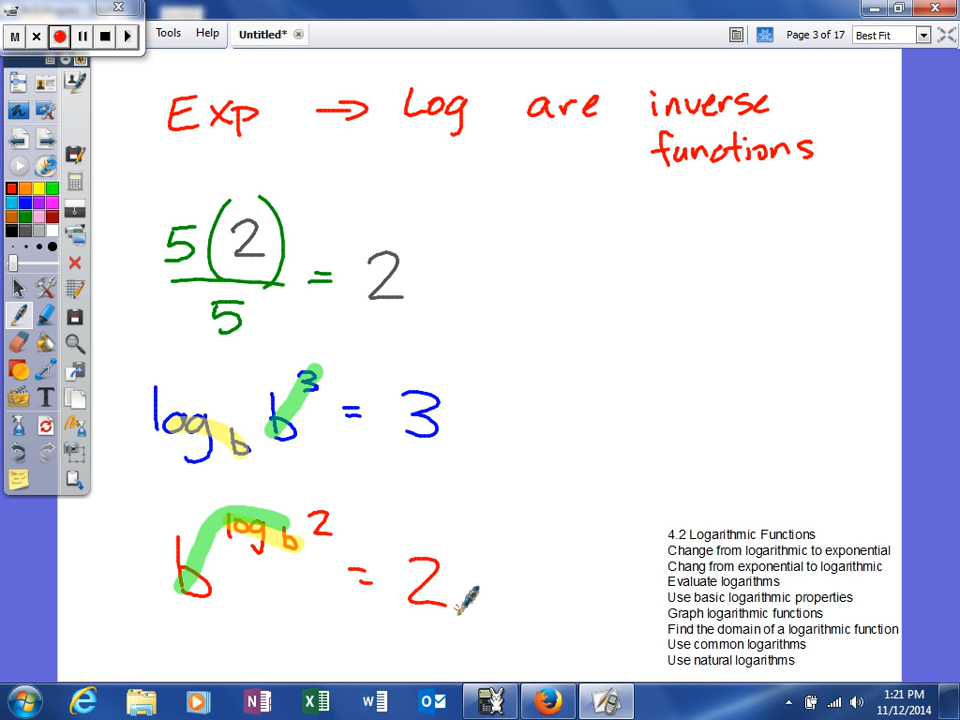 M
Tools Help Untitled* Page 3 of 17 Best Fit
Exp → Log are inverse
functions
5(2)
/5 = 2
log_b b^3 = 3
b^(log_b 2) = 2
4.2 Logarithmic Functions
Change from logarithmic to exponential
Chang from exponential to logarithmic
Evaluate logarithms
Use basic logarithmic properties
Graph logarithmic functions
Find the domain of a logarithmic function
Use common logarithms
Use natural logarithms
1:21 PM
11/12/2014